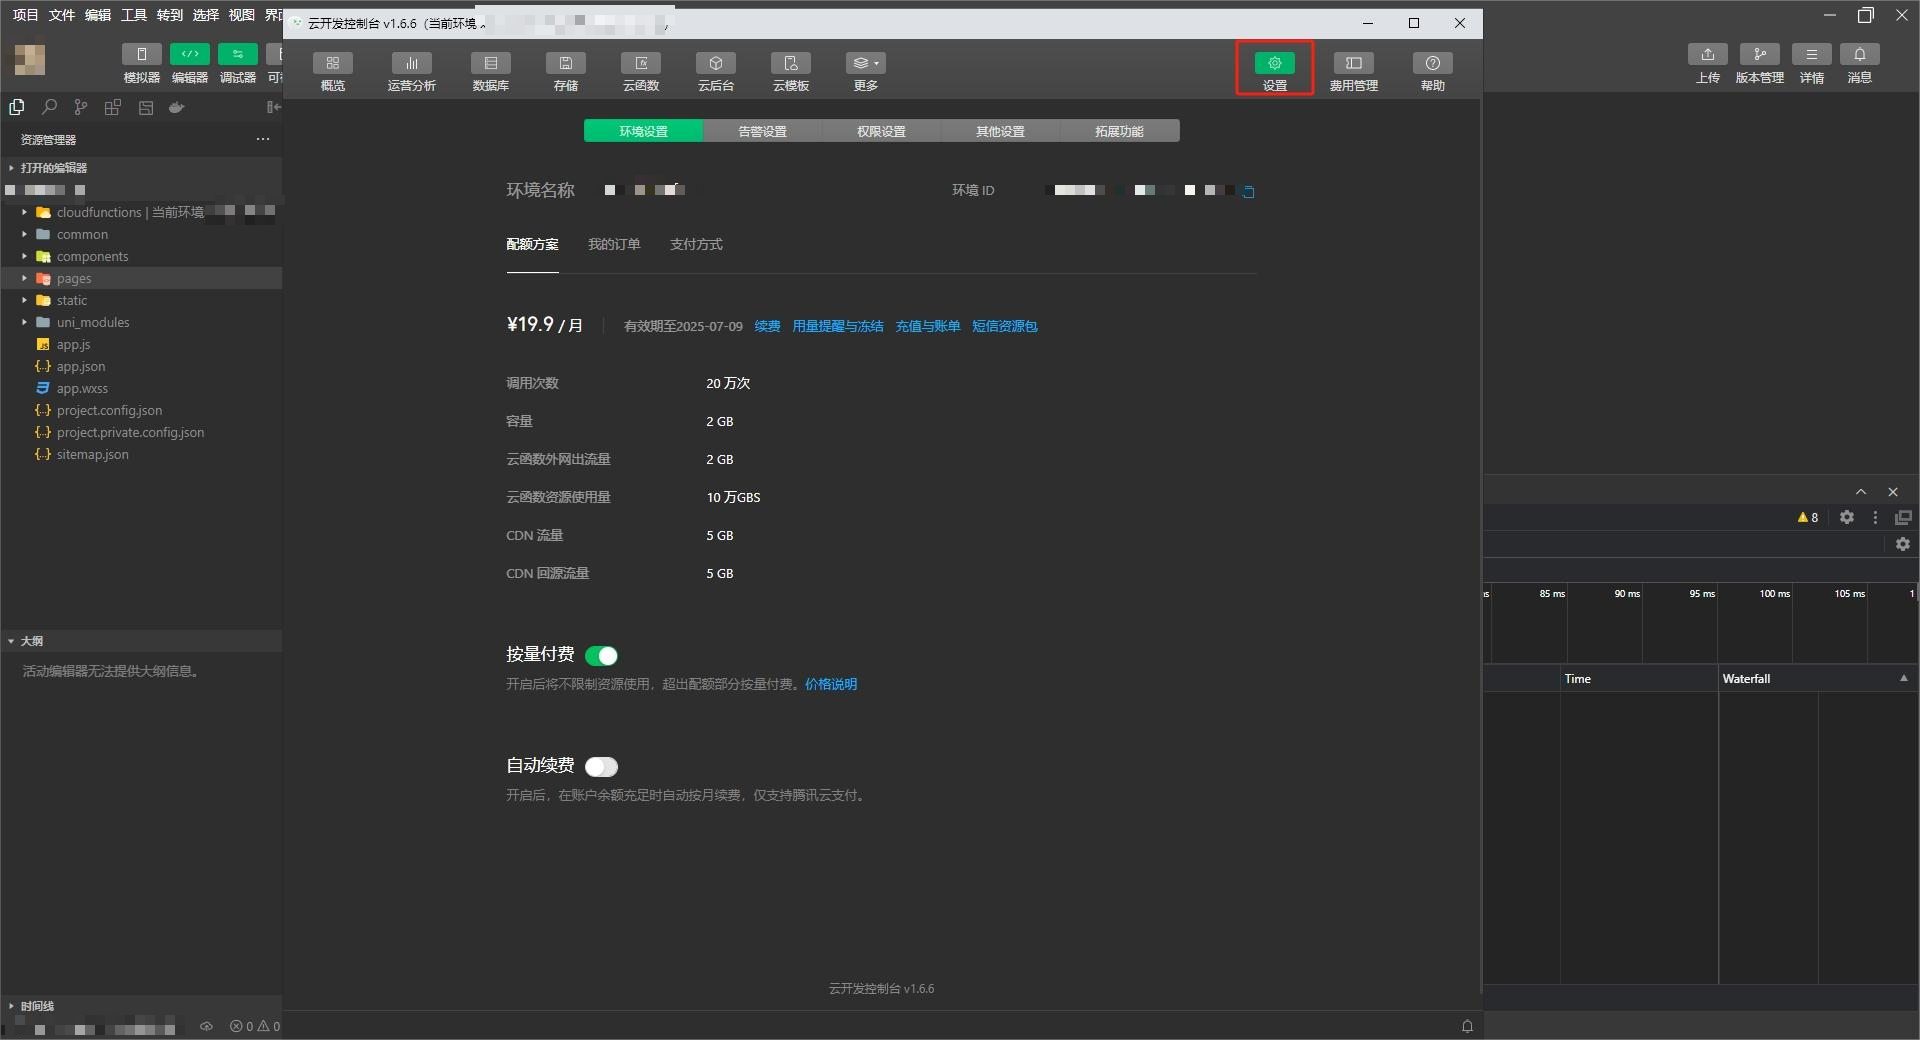 项目 文件 编辑 工具 转到 选择 视图
云开发控制台 v1.6.6 (当前环境
模拟器 编辑器 调试器
概览 运营分析 数据库 存储 云函数 云后台 云模板 更多 设置 费用管理 帮助
上传 版本管理 详情 消息
资源管理器
环境设置 告警设置 权限设置 其他设置 拓展功能
打开的编辑器
环境名称 环境 ID
cloudfunctions | 当前环境
common
components
pages
static
uni_modules
app.js
app.json
app.wxss
project.config.json
project.private.config.json
sitemap.json
配额方案 我的订单 支付方式
¥19.9 / 月 有效期至2025-07-09 续费 用量提醒与冻结 充值与账单 短信资源包
调用次数 20 万次
容量 2 GB
云函数外网出流量 2 GB
云函数资源使用量 10 万GBS
CDN 流量 5 GB
CDN 回源流量 5 GB
按量付费
开启后将不限制资源使用，超出配额部分按量付费。价格说明
自动续费
开启后，在账户余额充足时自动按月续费，仅支持腾讯云支付。
云开发控制台 v1.6.6
大纲
活动编辑器无法提供大纲信息。
时间线
0 0
8
85 ms 90 ms 95 ms 100 ms 105 ms
Time Waterfall